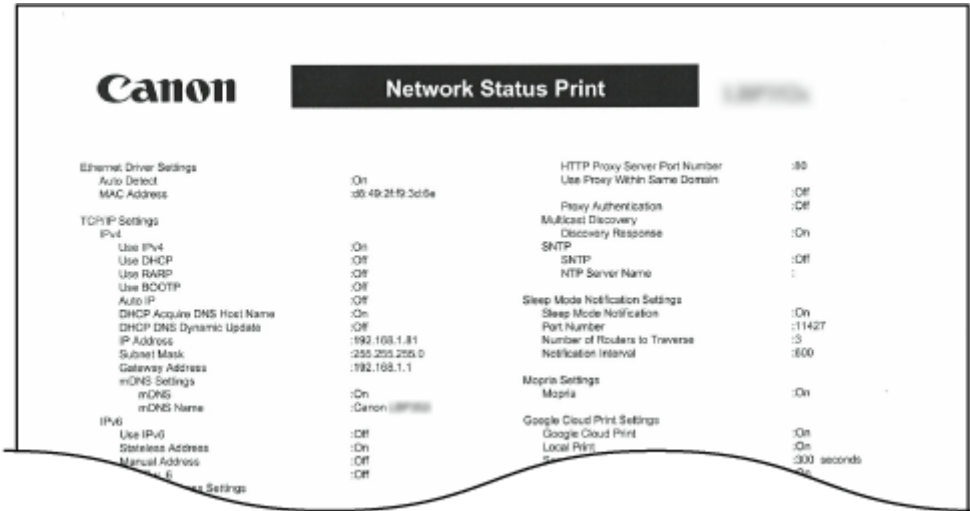 Canon
Network Status Print
Ethernet Driver Settings
Auto Detect :On
MAC Address :d8:49:2f:f9:3d:6e
TCP/IP Settings
IPv4
Use IPv4 :On
Use DHCP :Off
Use RARP :Off
Use BOOTP :Off
Auto IP :Off
DHCP Acquire DNS Host Name :On
DHCP DNS Dynamic Update :Off
IP Address :192.168.1.81
Subnet Mask :255.255.255.0
Gateway Address :192.168.1.1
mDNS Settings
mDNS :On
mDNS Name :Canon
IPv6
Use IPv6 :Off
Stateless Address :On
Manual Address :Off
:Off
Settings
HTTP Proxy Server Port Number :80
Use Proxy Within Same Domain
:Off
Proxy Authentication :Off
Multicast Discovery
Discovery Response :On
SNTP
SNTP :Off
NTP Server Name :
Sleep Mode Notification Settings
Sleep Mode Notification :On
Port Number :11427
Number of Routers to Traverse :3
Notification Interval :600
Mopria Settings
Mopria :On
Google Cloud Print Settings
Google Cloud Print :On
Local Print :On
:300 seconds